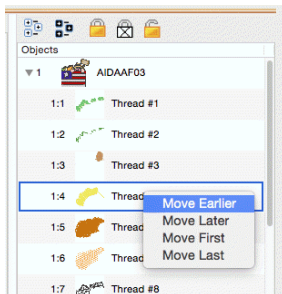 Objects
1 AIDAAF03
1:1 Thread #1
1:2 Thread #2
1:3 Thread #3
1:4 Thread
Move Earlier
Move Later
1:5 Thread
Move First
1:6 Thread
Move Last
1:7 Thread #8